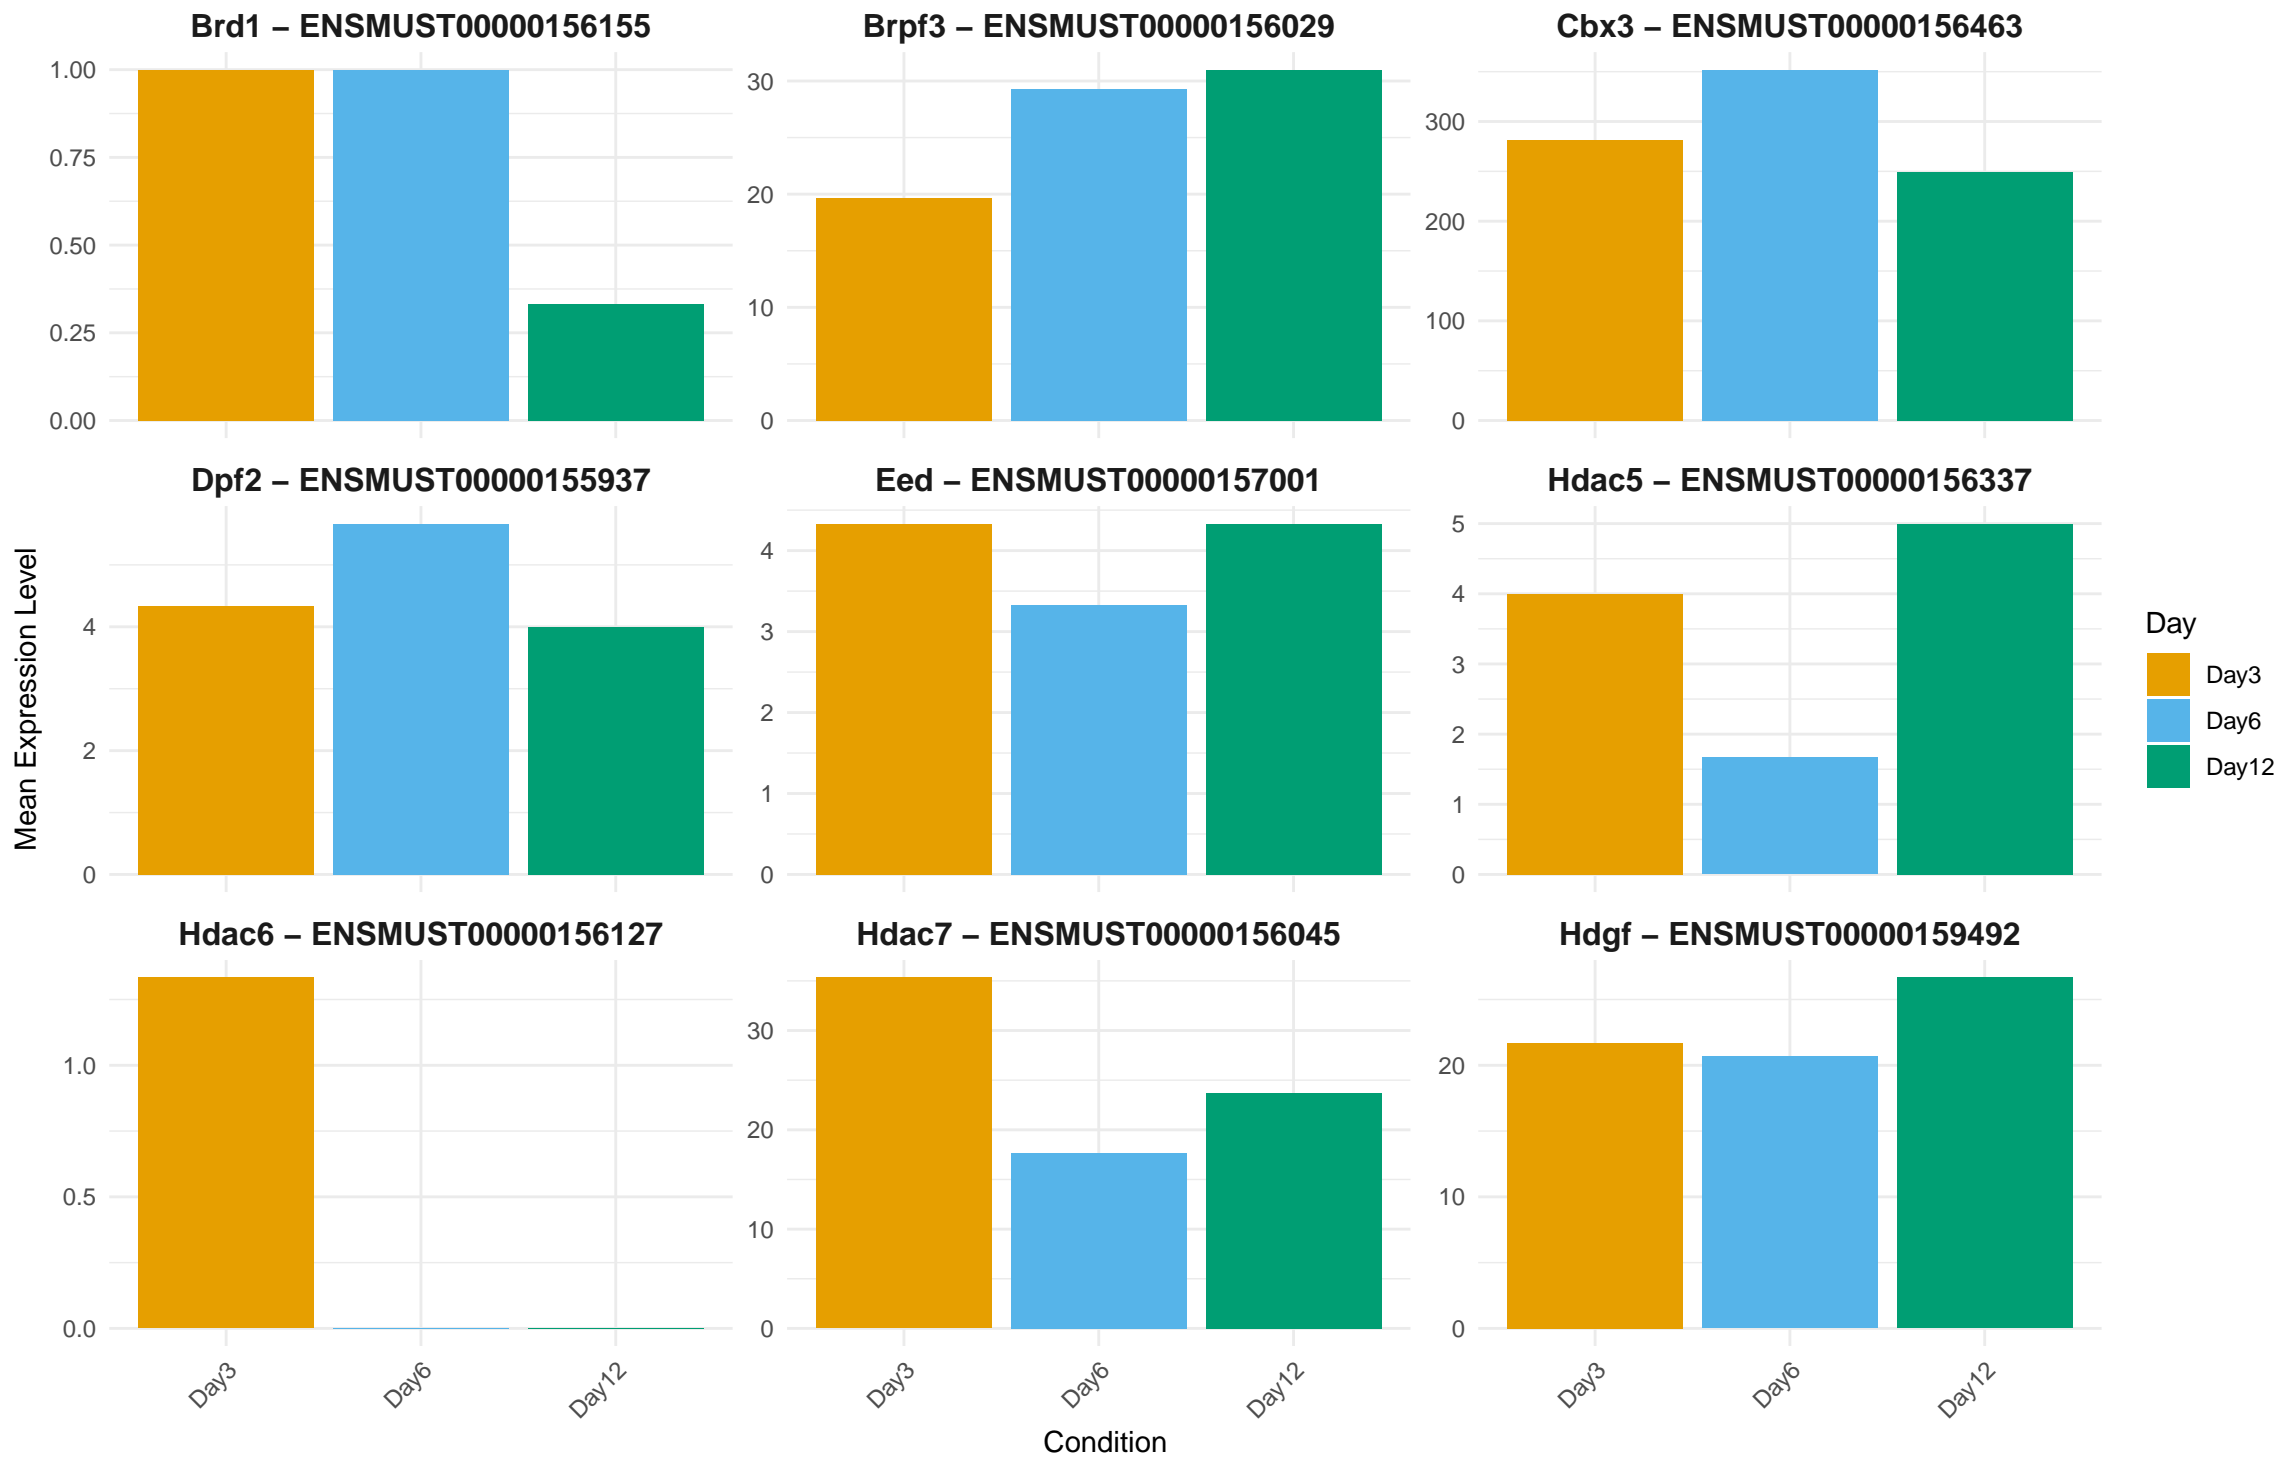 Brd1 – ENSMUST00000156155
Brpf3 – ENSMUST00000156029
Cbx3 – ENSMUST00000156463
1.00
0.75
0.50
0.25
0.00
30
20
10
0
300
200
100
0
Dpf2 – ENSMUST00000155937
Eed – ENSMUST00000157001
Hdac5 – ENSMUST00000156337
4
2
0
4
3
2
1
0
5
4
3
2
1
0
Hdac6 – ENSMUST00000156127
Hdac7 – ENSMUST00000156045
Hdgf – ENSMUST00000159492
1.0
0.5
0.0
30
20
10
0
20
10
0
Day3
Day6
Day12
Day3
Day6
Day12
Day3
Day6
Day12
Condition
Mean Expression Level
Day
Day3
Day6
Day12